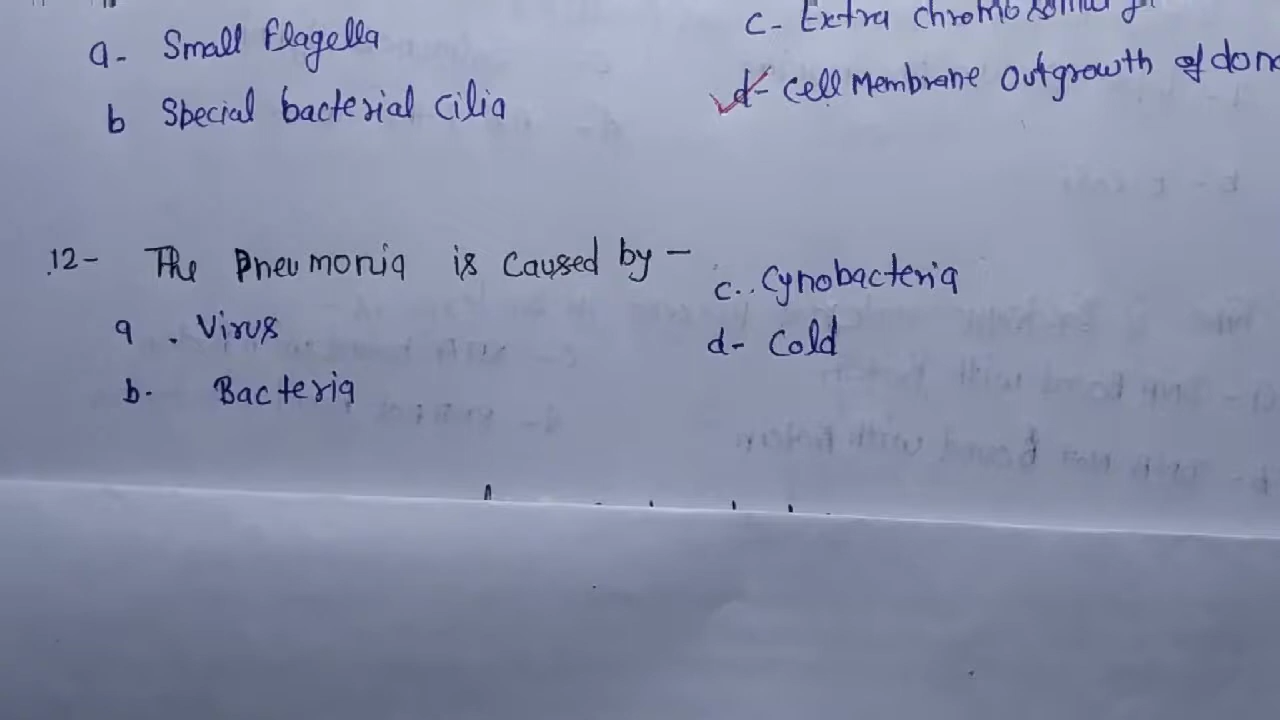 a- Small flagella
b Special bacterial cilia
c- Extra
d- Cell Membrane Outgrowth of
12- The Pneumonia is Caused by-
a. Virus
b. Bacteria
c.. Cynobacteria
d- Cold